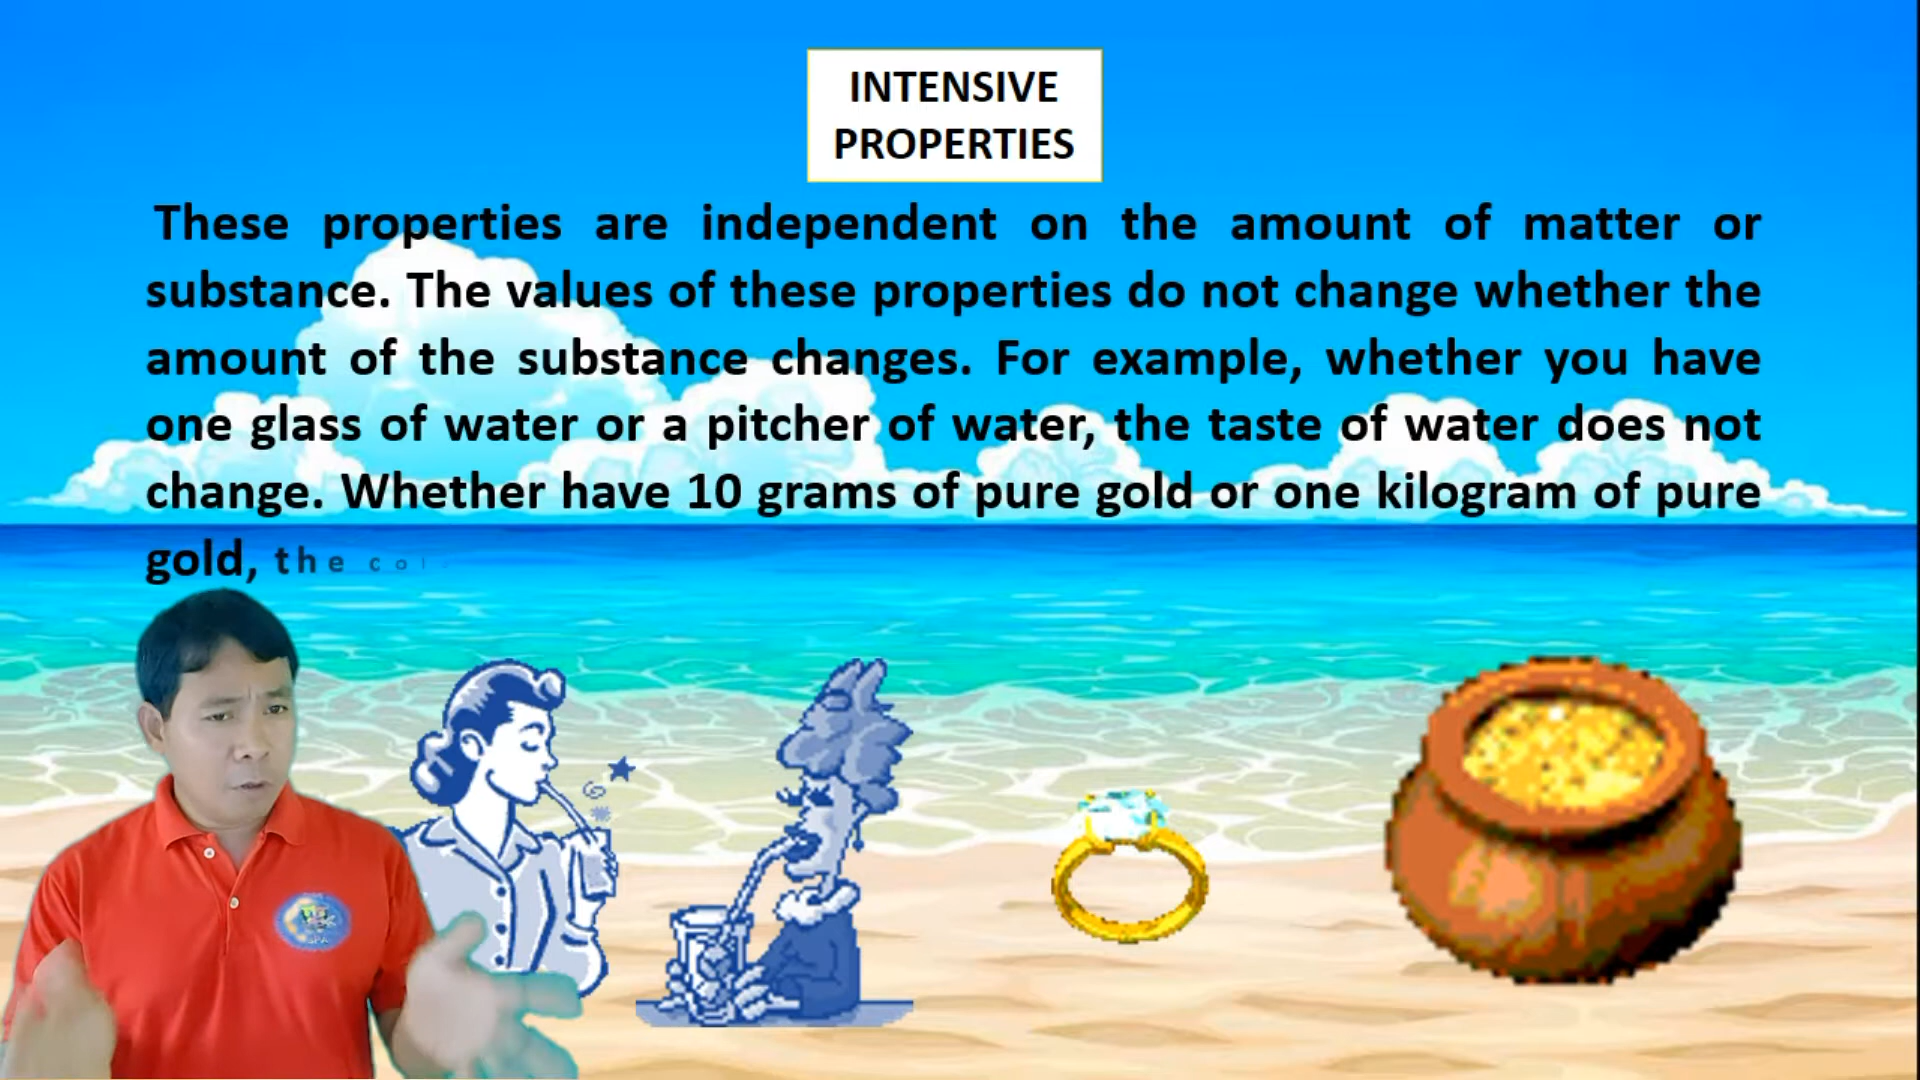 INTENSIVE
PROPERTIES
These properties are independent on the amount of matter or
substance. The values of these properties do not change whether the
amount of the substance changes. For example, whether you have
one glass of water or a pitcher of water, the taste of water does not
change. Whether have 10 grams of pure gold or one kilogram of pure
gold, the